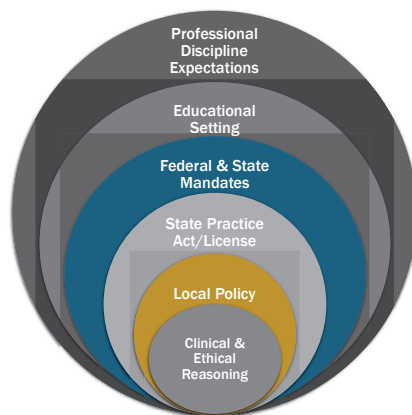 Professional
Discipline
Expectations
Educational
Setting
Federal & State
Mandates
State Practice
Act/License
Local Policy
Clinical &
Ethical
Reasoning